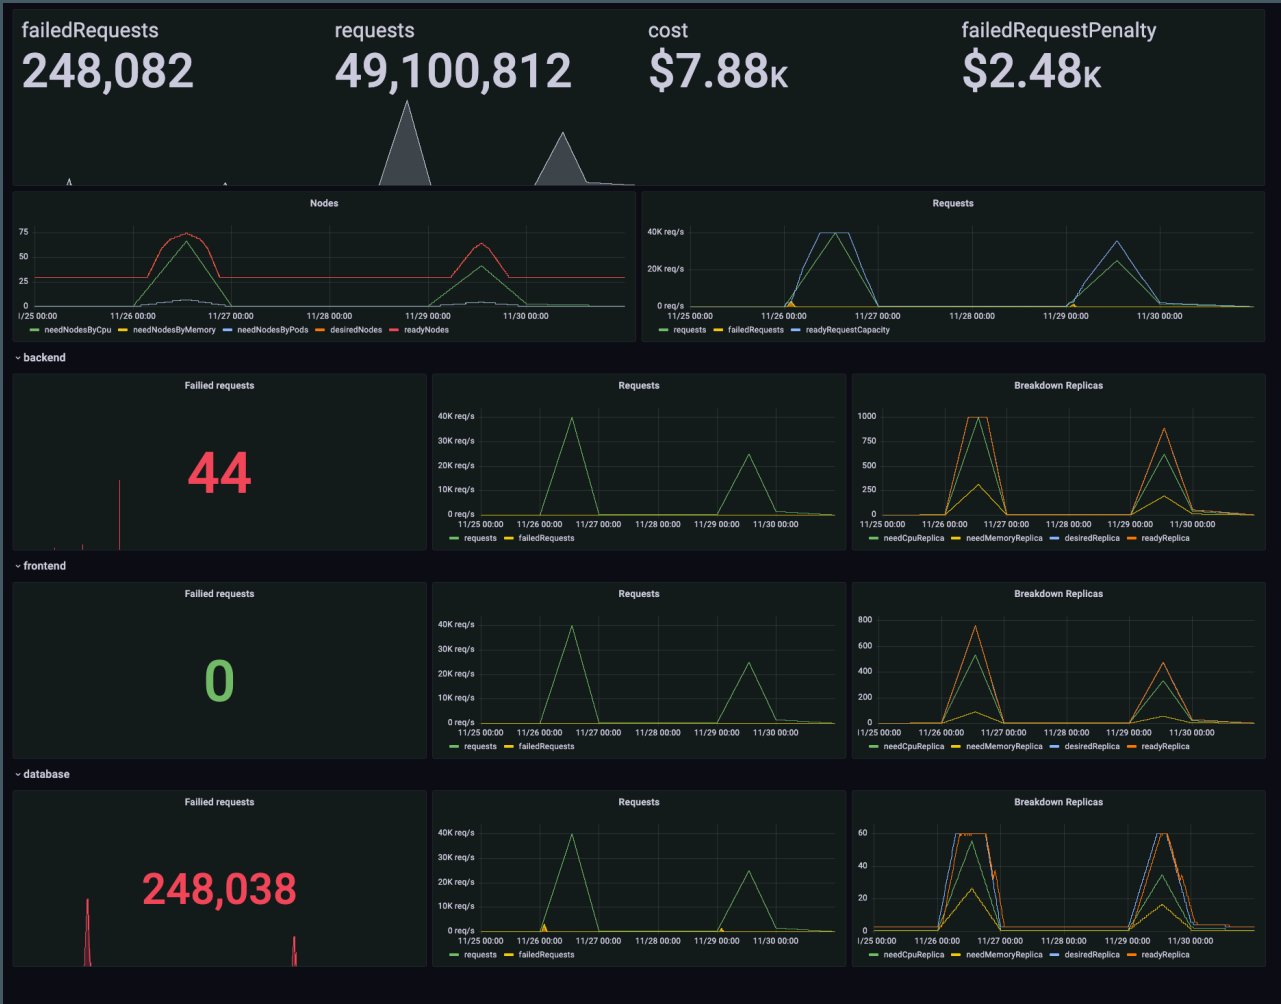 failedRequests requests cost failedRequestPenalty
248,082 49,100,812 $7.88K $2.48K
Nodes
75
50
25
0
I/25 00:00 11/26 00:00 11/27 00:00 11/28 00:00 11/29 00:00 11/30 00:00
needNodesByCpu needNodesByMemory needNodesByPods desiredNodes readyNodes
Requests
40K req/s
20K req/s
0 req/s
11/25 00:00 11/26 00:00 11/27 00:00 11/28 00:00 11/29 00:00 11/30 00:00
requests failedRequests readyRequestCapacity
backend
Failied requests
44
Requests
40K req/s
30K req/s
20K req/s
10K req/s
0 req/s
11/25 00:00 11/26 00:00 11/27 00:00 11/28 00:00 11/29 00:00 11/30 00:00
requests failedRequests
Breakdown Replicas
1000
750
500
250
0
11/25 00:00 11/26 00:00 11/27 00:00 11/28 00:00 11/29 00:00 11/30 00:00
needCpuReplica needMemoryReplica desiredReplica readyReplica
frontend
Failied requests
0
Requests
40K req/s
30K req/s
20K req/s
10K req/s
0 req/s
11/25 00:00 11/26 00:00 11/27 00:00 11/28 00:00 11/29 00:00 11/30 00:00
requests failedRequests
Breakdown Replicas
800
600
400
200
0
I1/25 00:00 11/26 00:00 11/27 00:00 11/28 00:00 11/29 00:00 11/30 00:00
needCpuReplica needMemoryReplica desiredReplica readyReplica
database
Failied requests
248,038
Requests
40K req/s
30K req/s
20K req/s
10K req/s
0 req/s
11/25 00:00 11/26 00:00 11/27 00:00 11/28 00:00 11/29 00:00 11/30 00:00
requests failedRequests
Breakdown Replicas
60
40
20
0
I/25 00:00 11/26 00:00 11/27 00:00 11/28 00:00 11/29 00:00 11/30 00:00
needCpuReplica needMemoryReplica desiredReplica readyReplica